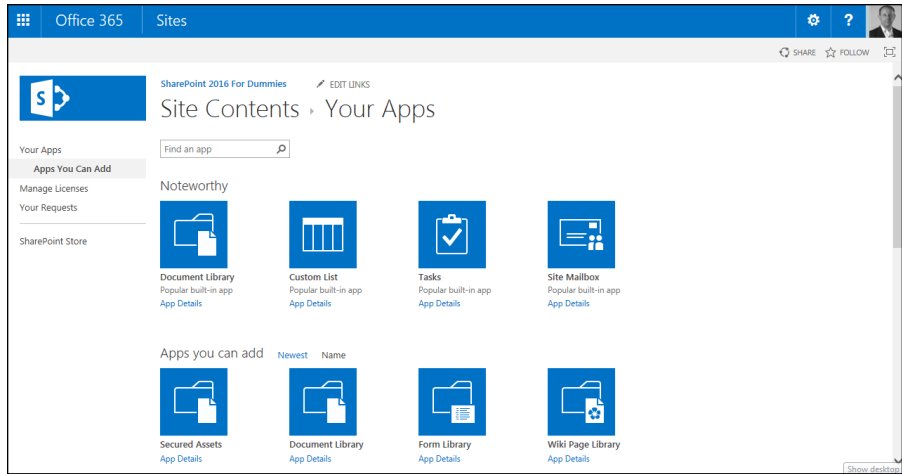 Office 365 Sites ?
SHARE FOLLOW
S
SharePoint 2016 For Dummies EDIT LINKS
Site Contents Your Apps
Your Apps
Apps You Can Add
Manage Licenses
Your Requests
SharePoint Store
Find an app
Noteworthy
Document Library Custom List Tasks Site Mailbox
Popular built-in app Popular built-in app Popular built-in app Popular built-in app
App Details App Details App Details App Details
Apps you can add Newest Name
Secured Assets Document Library Form Library Wiki Page Library
App Details App Details App Details App Details
Show desktop